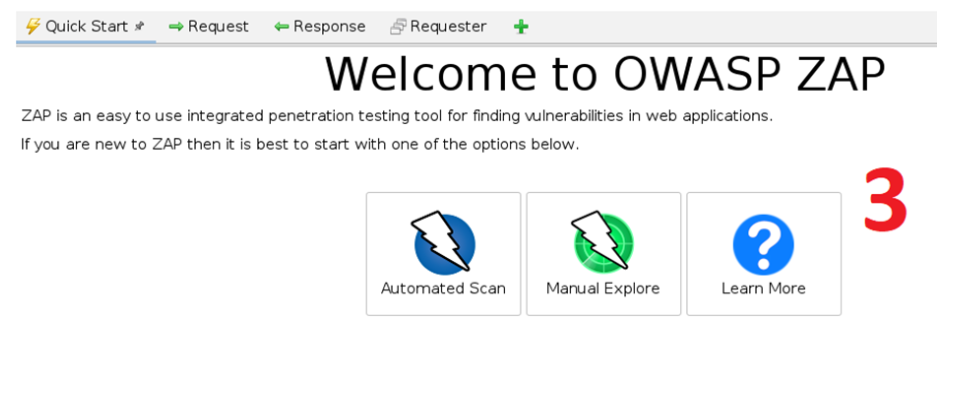 Quick Start Request Response Requester
Welcome to OWASP ZAP
ZAP is an easy to use integrated penetration testing tool for finding vulnerabilities in web applications.
If you are new to ZAP then it is best to start with one of the options below.
3
Automated Scan Manual Explore Learn More